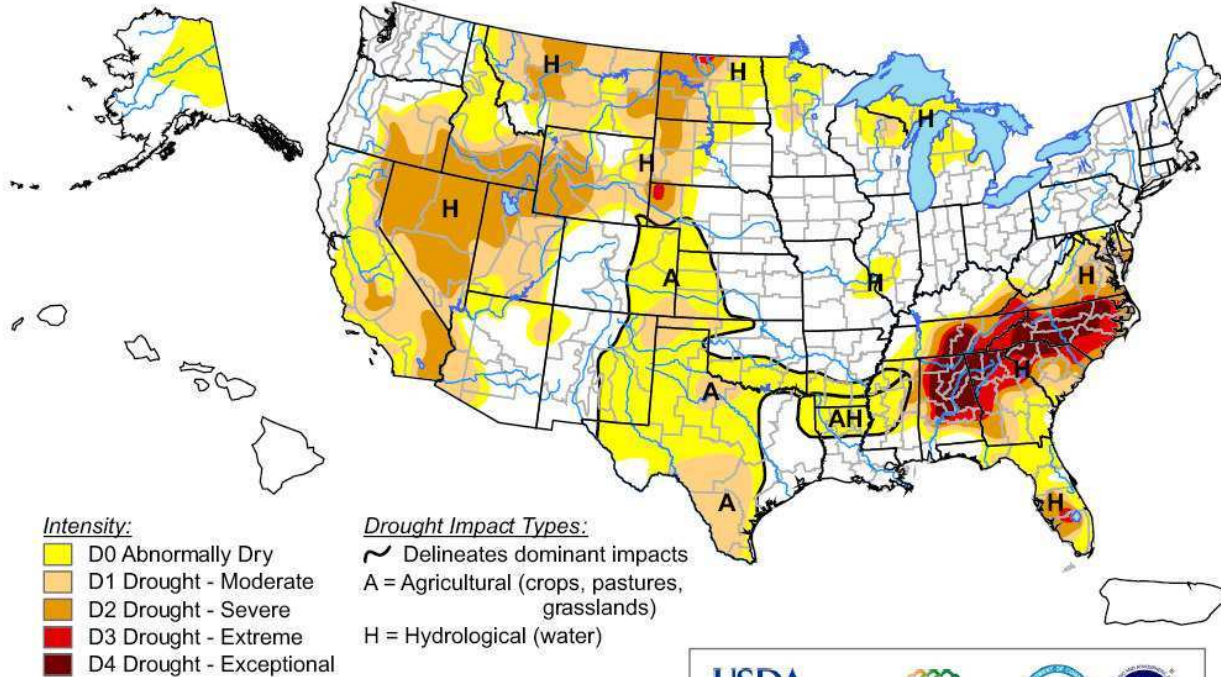 H
H
H
H
H
A
H
H
H
A
AH
A
H
Intensity:
D0 Abnormally Dry
D1 Drought - Moderate
D2 Drought - Severe
D3 Drought - Extreme
D4 Drought - Exceptional
Drought Impact Types:
Delineates dominant impacts
A = Agricultural (crops, pastures,
grasslands)
H = Hydrological (water)
USDA